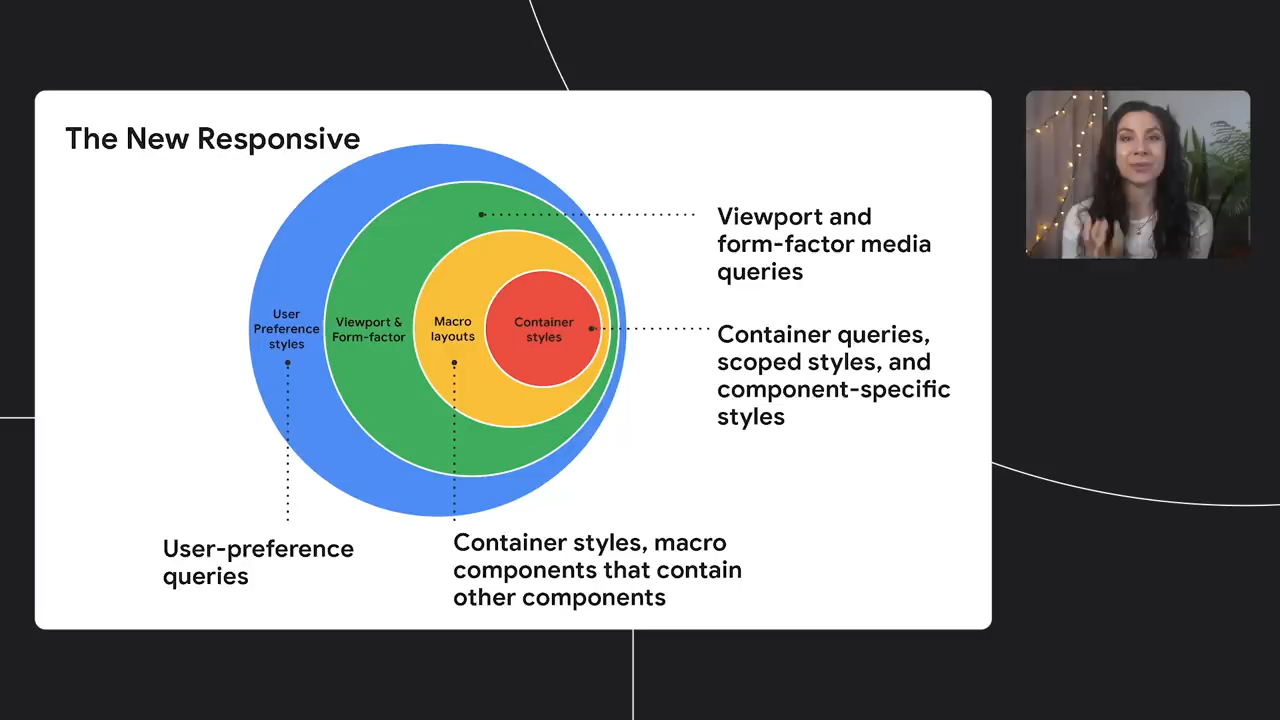 The New Responsive
User
Preference
styles
Viewport &
Form-factor
Macro
layouts
Container
styles
Viewport and
form-factor media
queries
Container queries,
scoped styles, and
component-specific
styles
User-preference
queries
Container styles, macro
components that contain
other components